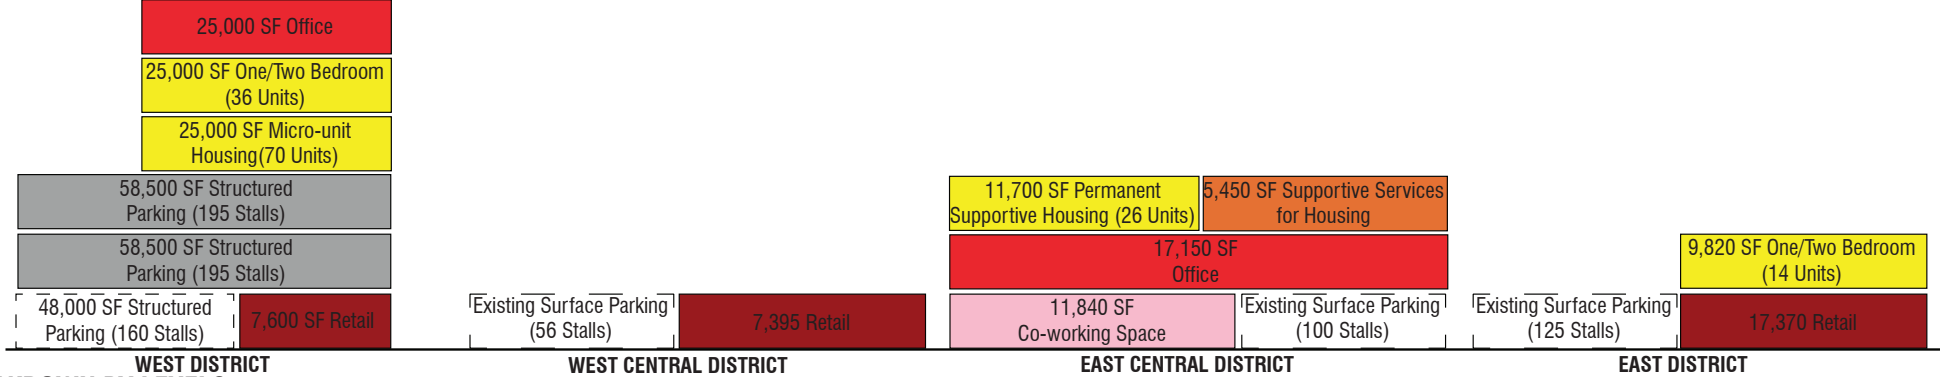 25,000 SF Office
25,000 SF One/Two Bedroom
(36 Units)
25,000 SF Micro-unit
Housing(70 Units)
58,500 SF Structured
Parking (195 Stalls)
58,500 SF Structured
Parking (195 Stalls)
48,000 SF Structured
Parking (160 Stalls)
7,600 SF Retail
WEST DISTRICT
Existing Surface Parking
(56 Stalls)
7,395 Retail
WEST CENTRAL DISTRICT
11,700 SF Permanent
Supportive Housing (26 Units)
5,450 SF Supportive Services
for Housing
17,150 SF
Office
11,840 SF
Co-working Space
Existing Surface Parking
(100 Stalls)
EAST CENTRAL DISTRICT
9,820 SF One/Two Bedroom
(14 Units)
Existing Surface Parking
(125 Stalls)
17,370 Retail
EAST DISTRICT